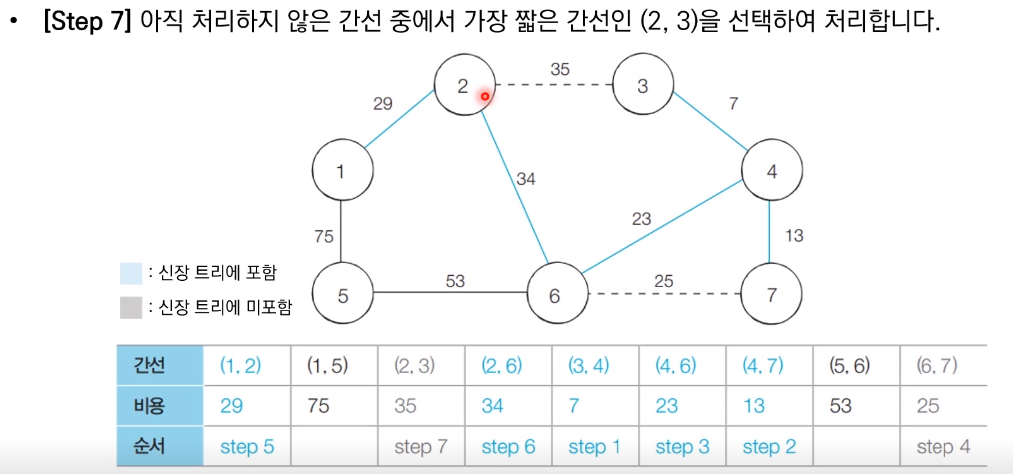 • [Step 7] 아직 처리하지 않은 간선 중에서 가장 짧은 간선인 (2, 3)을 선택하여 처리합니다.
2 35 3
29 7
1 34 4
23
75 13
53 25
5 6 7
: 신장 트리에 포함
: 신장 트리에 미포함
간선 (1, 2) (1, 5) (2, 3) (2, 6) (3, 4) (4, 6) (4, 7) (5, 6) (6, 7)
비용 29 75 35 34 7 23 13 53 25
순서 step 5 step 7 step 6 step 1 step 3 step 2 step 4